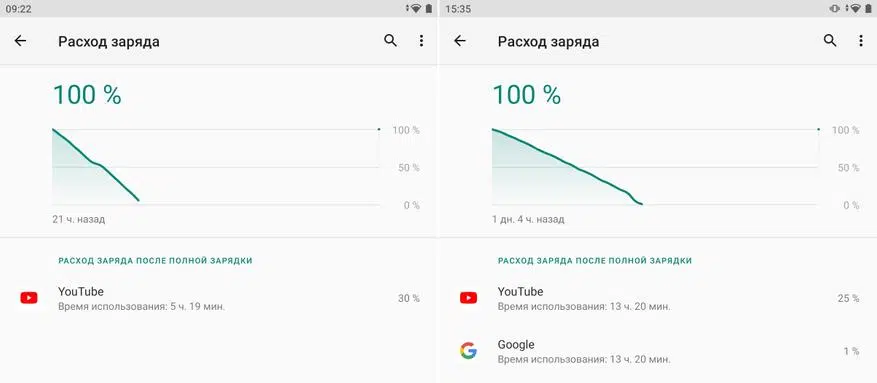 09:22
Расход заряда
100 %
100 %
50 %
0 %
21 ч. назад
РАСХОД ЗАРЯДА ПОСЛЕ ПОЛНОЙ ЗАРЯДКИ
YouTube
Время использования: 5 ч. 19 мин.
30 %
15:35
Расход заряда
100 %
100 %
50 %
0 %
1 дн. 4 ч. назад
РАСХОД ЗАРЯДА ПОСЛЕ ПОЛНОЙ ЗАРЯДКИ
YouTube
Время использования: 13 ч. 20 мин.
25 %
Google
Время использования: 13 ч. 20 мин.
1 %